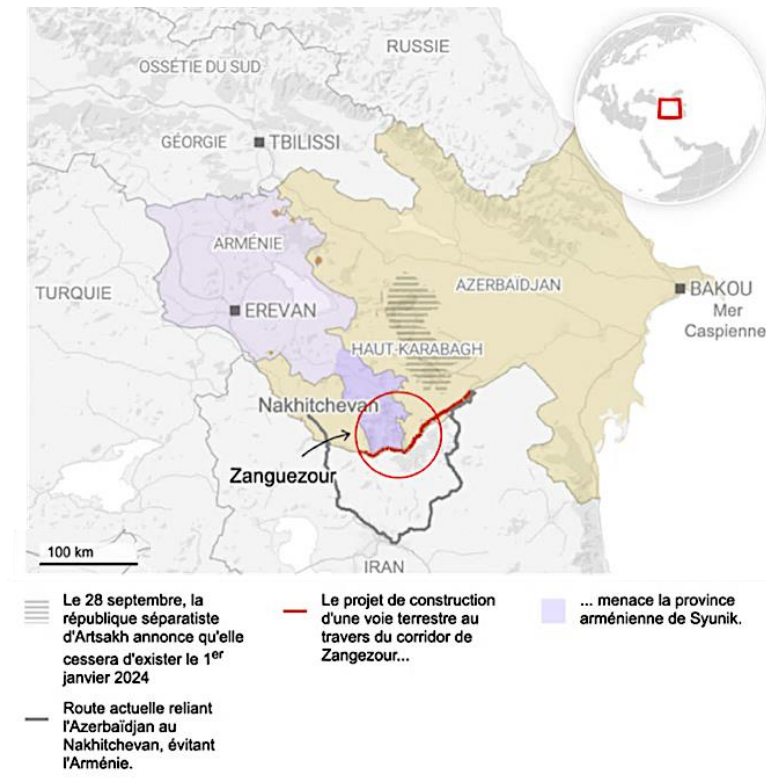 RUSSIE
OSSÉTIE DU SUD
GÉORGIE
TBILISSI
ARMÉNIE
AZERBAÏDJAN
BAKOU
TURQUIE
EREVAN
Mer
Caspienne
HAUT-KARABAGH
Nakhitchevan
Zanguezour
100 km
IRAN
Le 28 septembre, la
république séparatiste
d'Artsakh annonce qu'elle
cessera d'exister le 1er
janvier 2024
Route actuelle reliant
l'Azerbaïdjan au
Nakhitchevan, évitant
l'Arménie.
Le projet de construction
d'une voie terrestre au
travers du corridor de
Zangezour...
... menace la province
arménienne de Syunik.